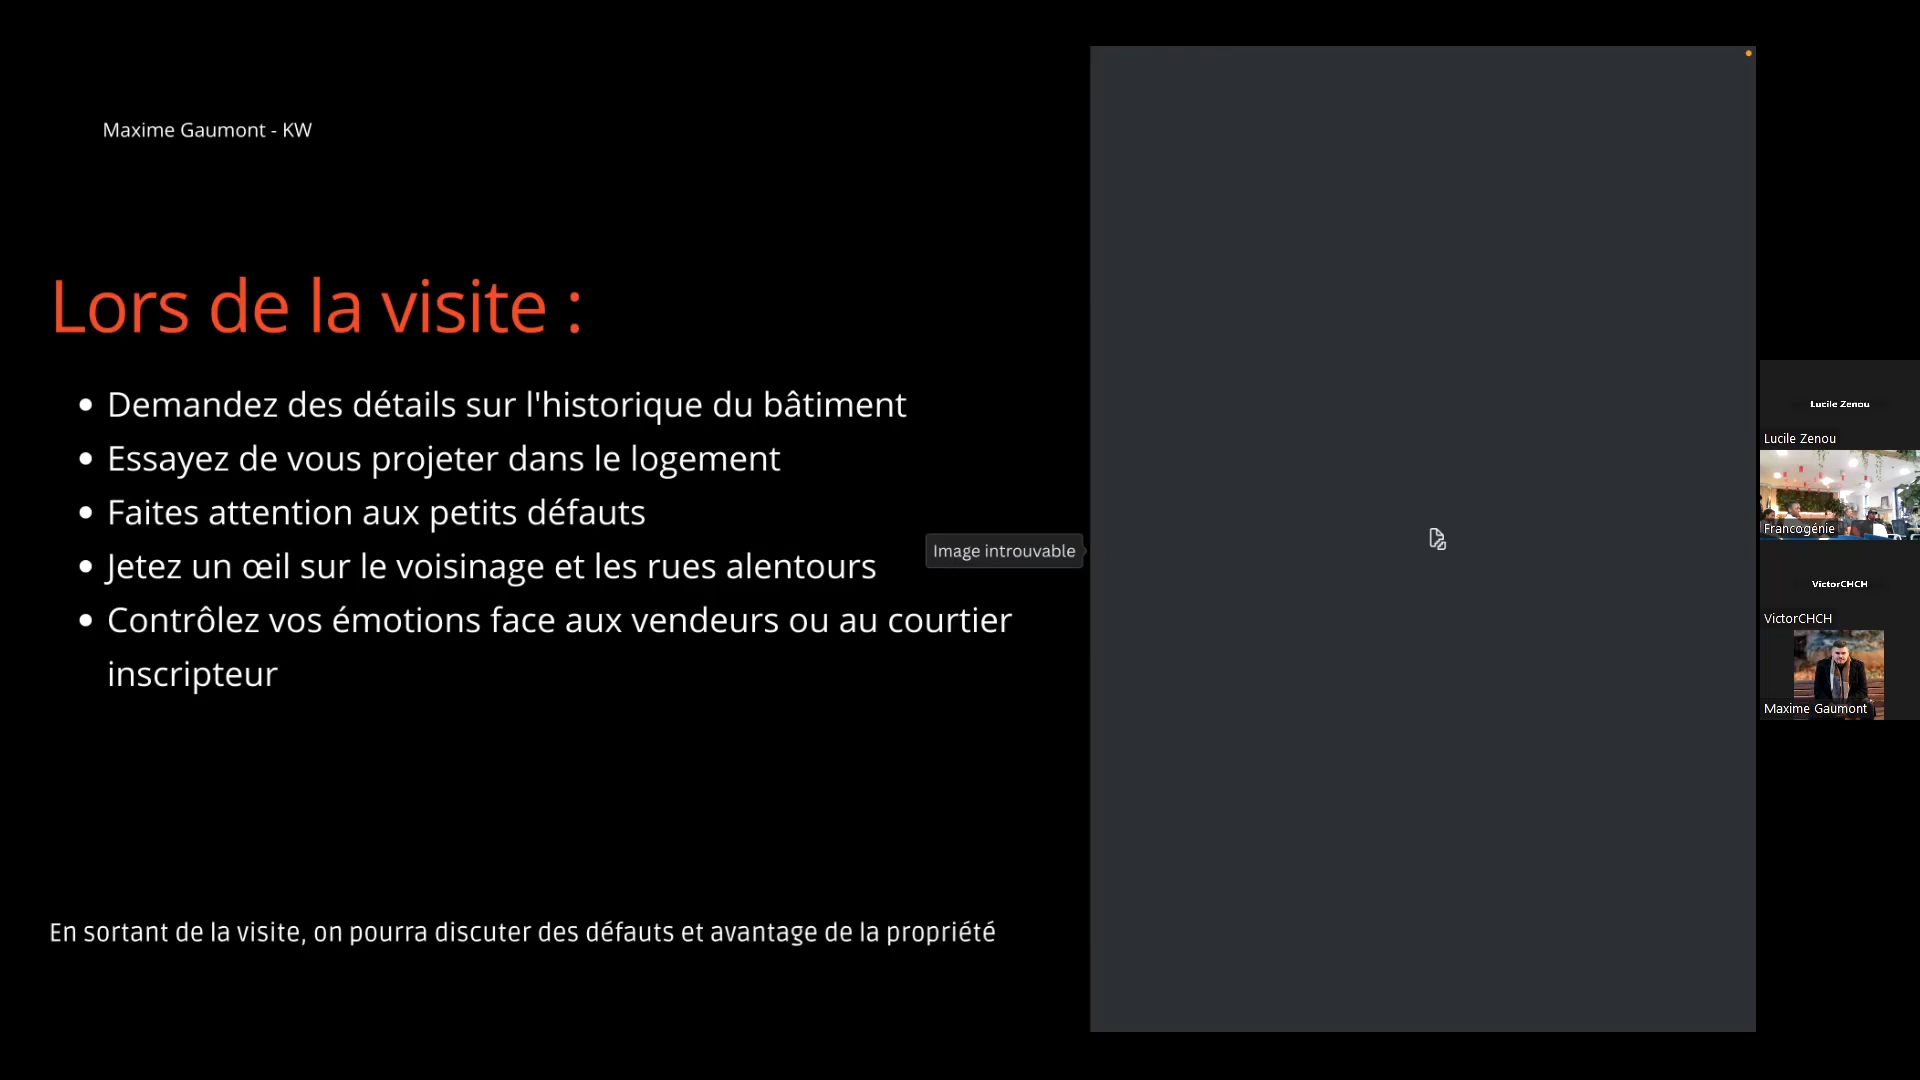 Maxime Gaumont - KW
Lors de la visite :
• Demandez des détails sur l'historique du bâtiment
• Essayez de vous projeter dans le logement
• Faites attention aux petits défauts
• Jetez un œil sur le voisinage et les rues alentours
• Contrôlez vos émotions face aux vendeurs ou au courtier
inscripteur
En sortant de la visite, on pourra discuter des défauts et avantage de la propriété
Image introuvable
Lucile Zenou
Lucile Zenou
Francogénie
VictorCHCH
VictorCHCH
Maxime Gaumont